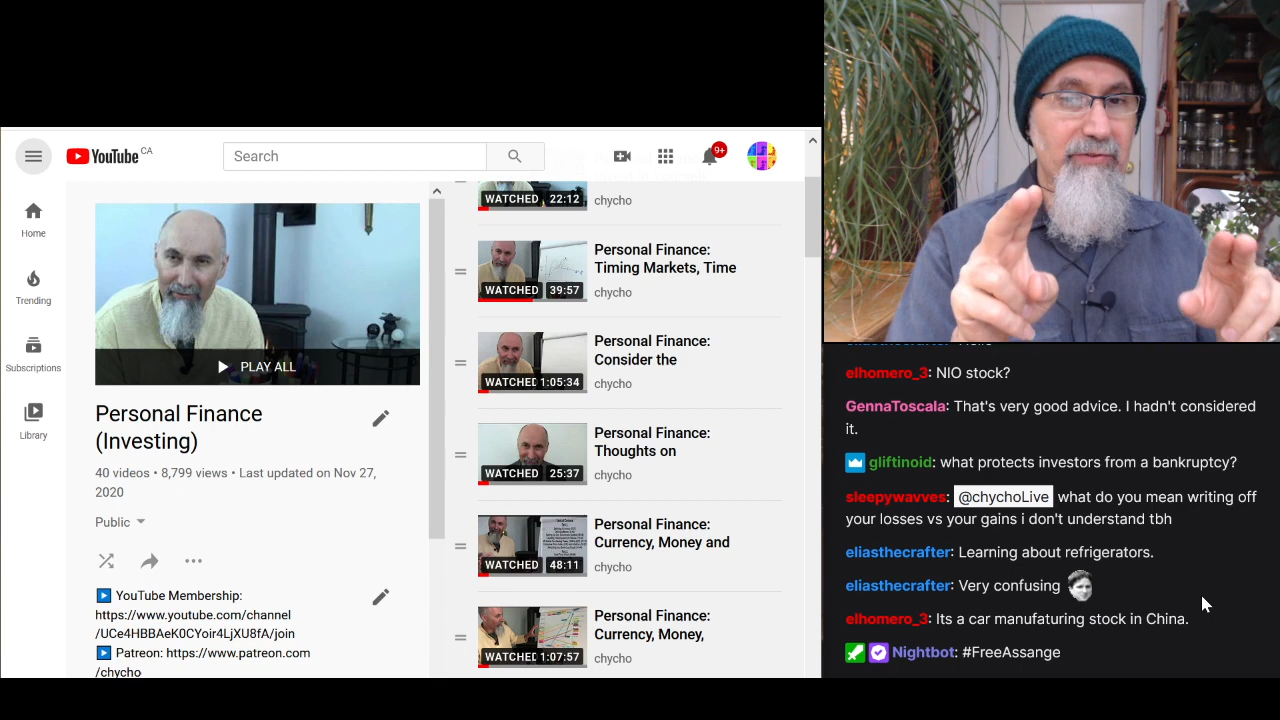 YouTube CA
Search
9+
Home
Trending
Subscriptions
Library
PLAY ALL
Personal Finance
(Investing)
40 videos • 8,799 views • Last updated on Nov 27,
2020
Public
YouTube Membership:
https://www.youtube.com/channel
/UCe4HBBAeK0CYoir4LjXU8fA/join
Patreon: https://www.patreon.com
/chycho
WATCHED 22:12
chycho
WATCHED 39:57
Personal Finance:
Timing Markets, Time
chycho
WATCHED 1:05:34
Personal Finance:
Consider the
chycho
WATCHED 25:37
Personal Finance:
Thoughts on
chycho
WATCHED 48:11
Personal Finance:
Currency, Money and
chycho
WATCHED 1:07:57
Personal Finance:
Currency, Money,
chycho
elhomero_3: NIO stock?
GennaToscala: That's very good advice. I hadn't considered
it.
gliftinoid: what protects investors from a bankruptcy?
sleepywavves: @chychoLive what do you mean writing off
your losses vs your gains i don't understand tbh
eliasthecrafter: Learning about refrigerators.
eliasthecrafter: Very confusing
elhomero_3: Its a car manufaturing stock in China.
Nightbot: #FreeAssange